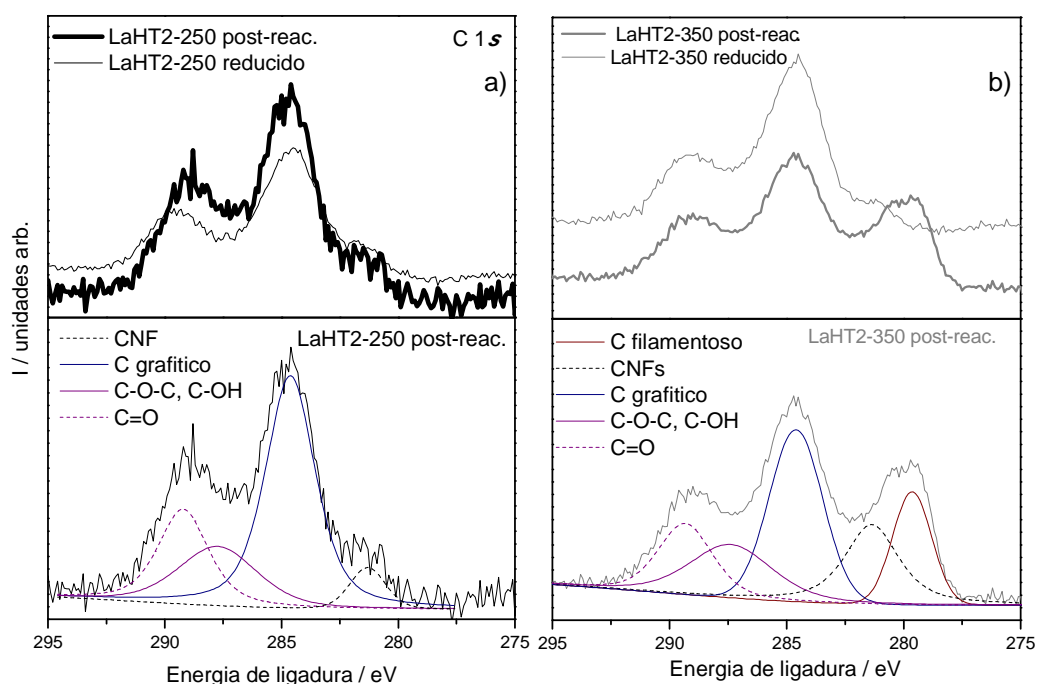 LaHT2-250 post-reac.
LaHT2-250 reducido
C 1s
a)
LaHT2-350 post-reac
LaHT2-350 reducido
b)
I / unidades arb.
CNF
C grafitico
C-O-C, C-OH
C=O
LaHT2-250 post-reac.
295 290 285 280 275
Energia de ligadura / eV
C filamentoso
CNFs
C grafitico
C-O-C, C-OH
C=O
LaHT2-350 post-reac.
295 290 285 280 275
Energia de ligadura / eV